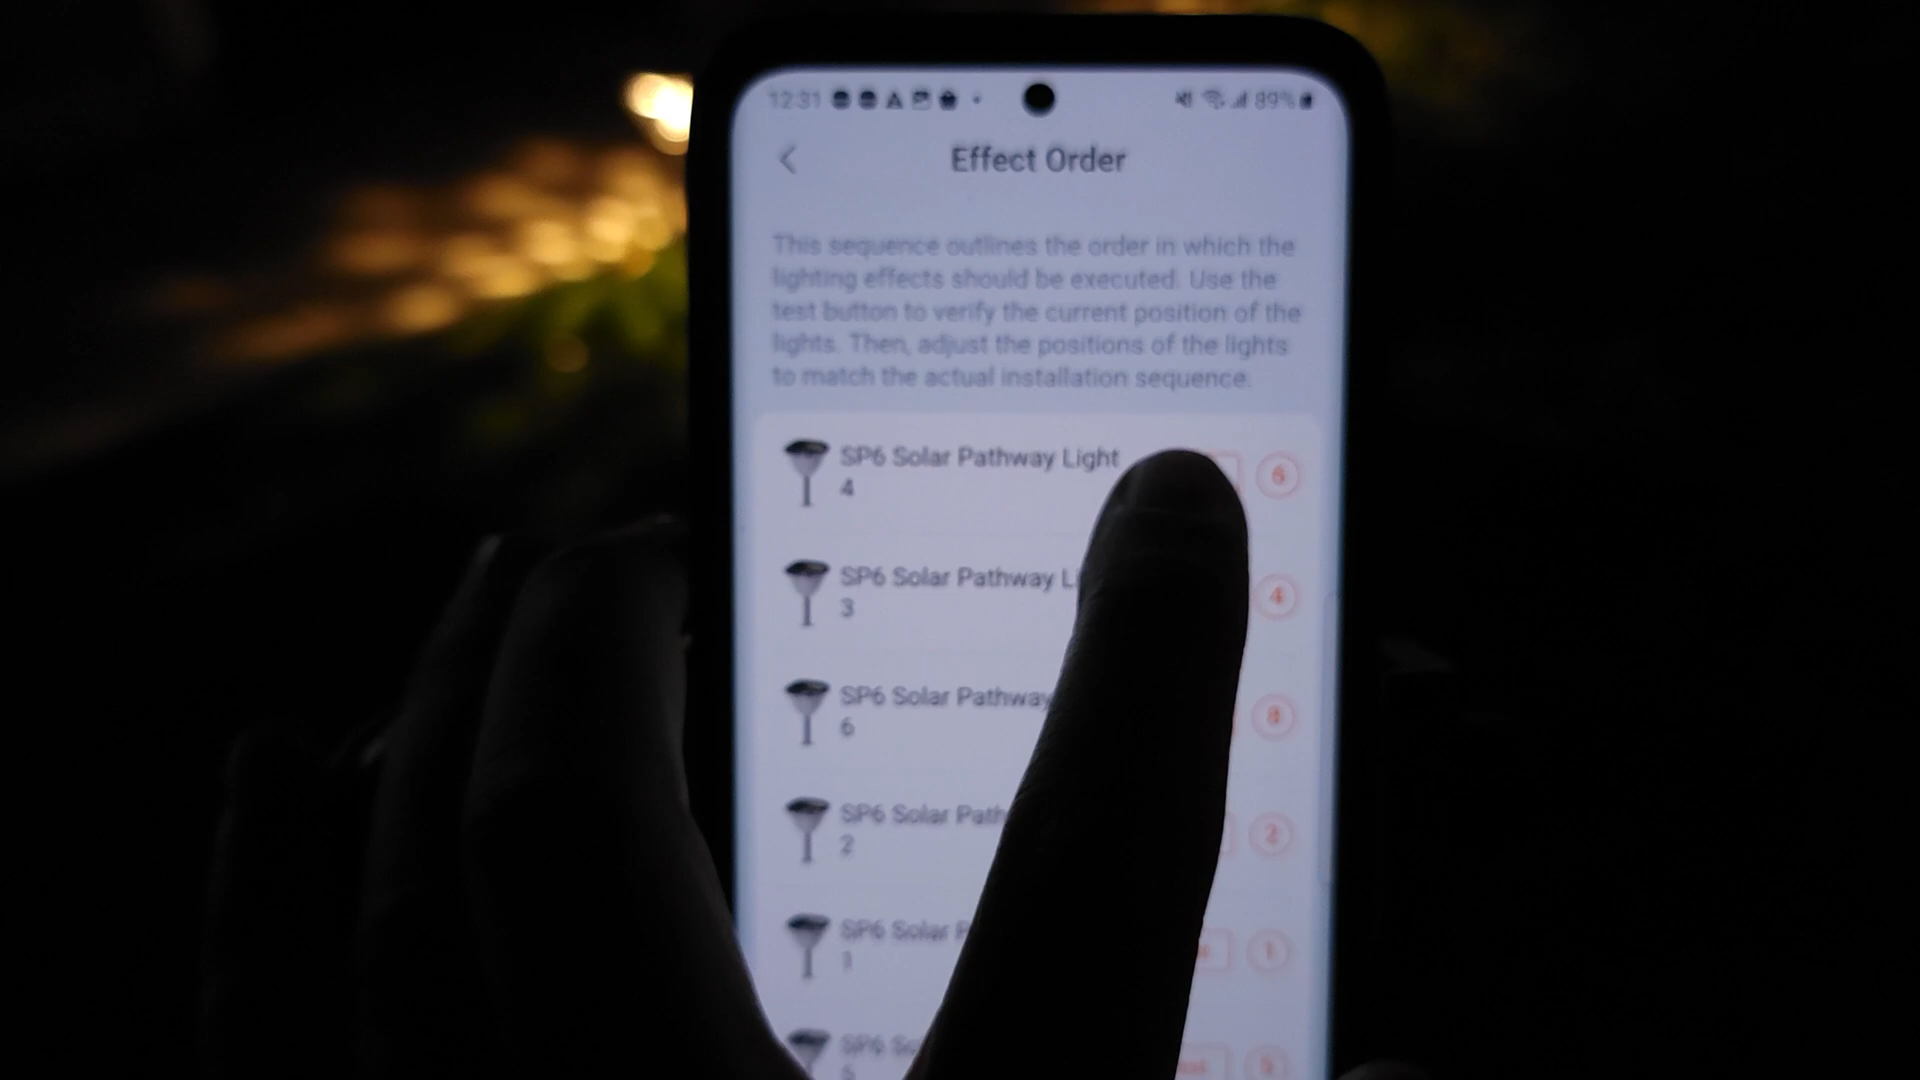 12:31
89%
Effect Order
This sequence outlines the order in which the
lighting effects should be executed. Use the
test button to verify the current position of the
lights. Then, adjust the positions of the lights
to match the actual installation sequence.
SP6 Solar Pathway Light
4
6
SP6 Solar Pathway
3
4
SP6 Solar Pathway
6
8
SP6 Solar
2
2
SP6 Solar
1
1
SP6
5